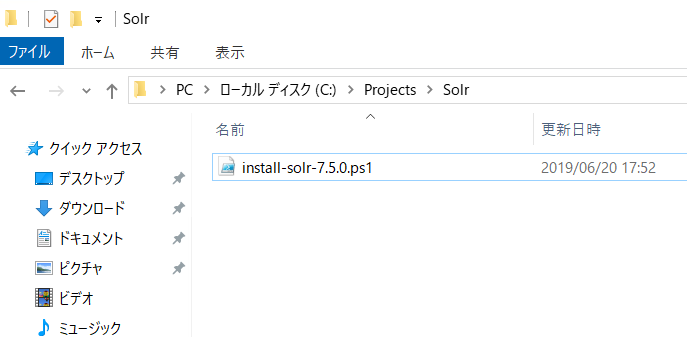 Solr
ファイル ホーム 共有 表示
PC ローカル ディスク (C:) Projects Solr
名前 更新日時
クイック アクセス
install-solr-7.5.0.ps1 2019/06/20 17:52
デスクトップ
ダウンロード
ドキュメント
ピクチャ
ビデオ
ミュージック